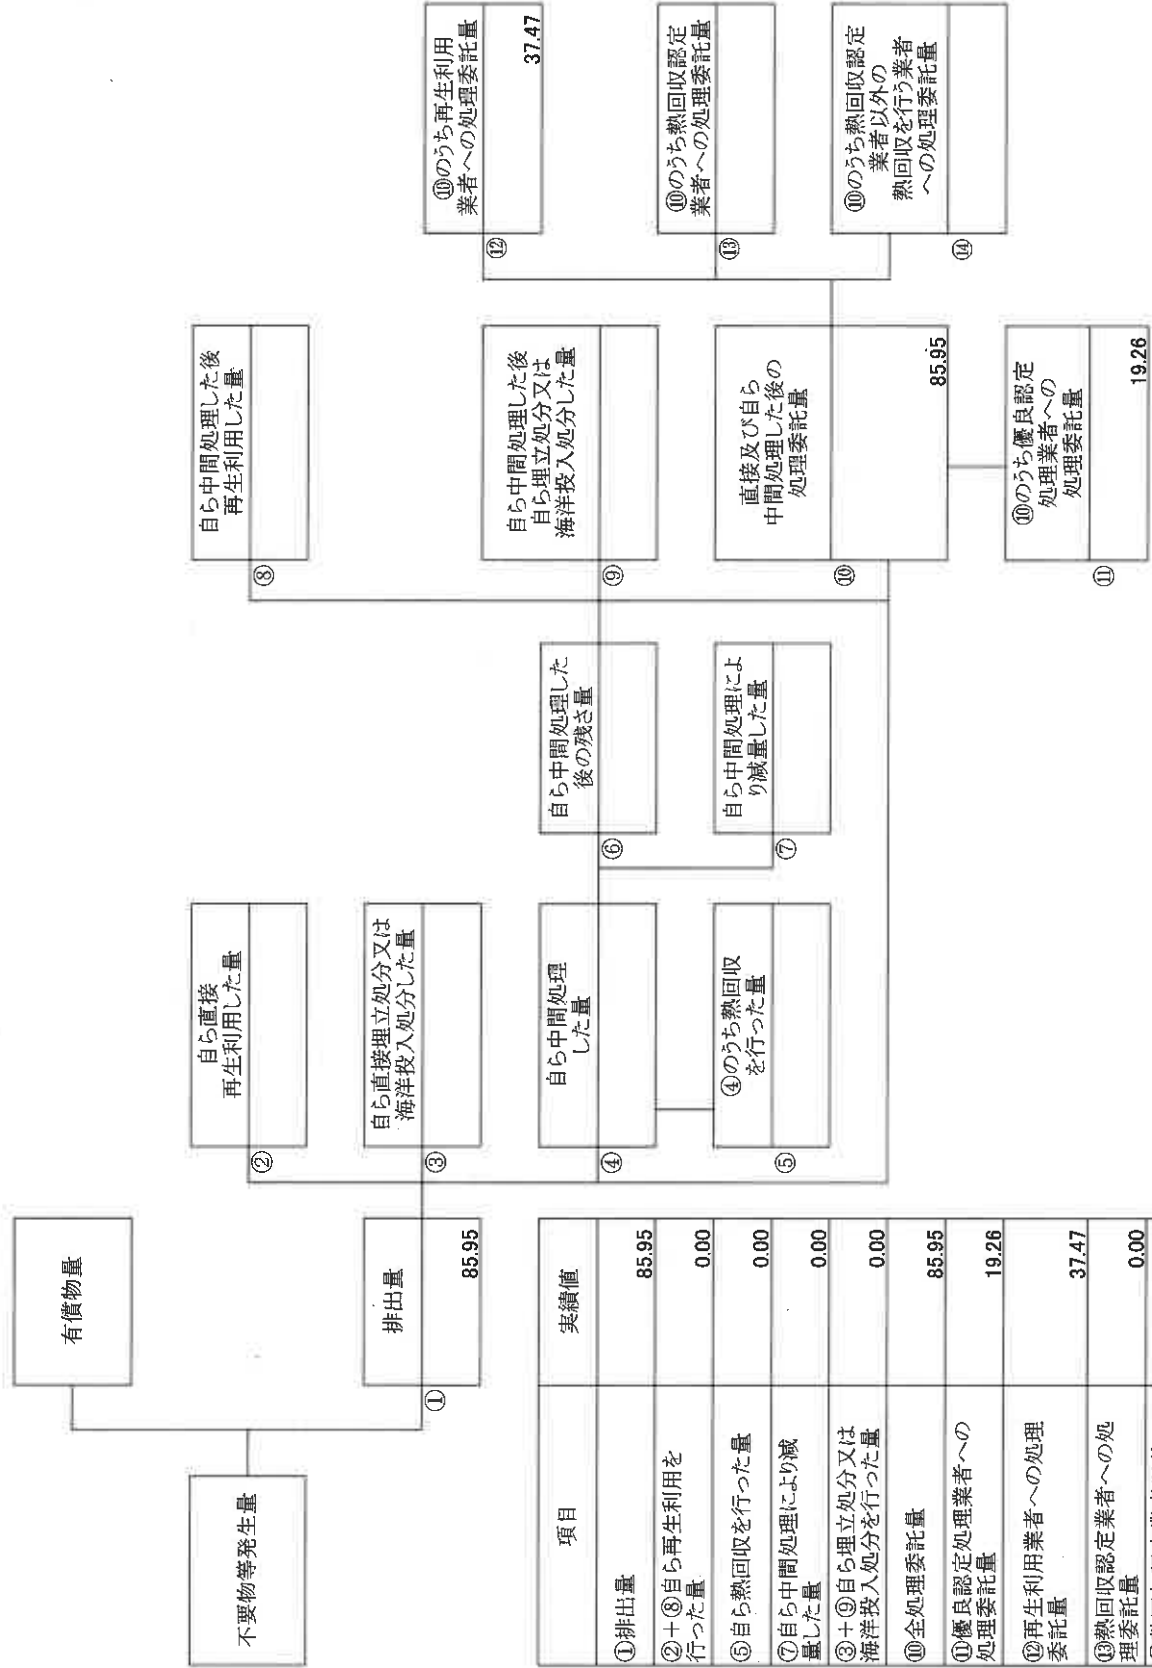 不要物等発生量
有償物量
排出量
①
85.95
自ら直接
再生利用した量
②
自ら直接埋立処分又は
海洋投入処分した量
③
自ら中間処理
した量
④
④のうち熱回収
を行った量
⑤
自ら中間処理した
後の残さ量
⑥
自ら中間処理によ
り減量した量
⑦
自ら中間処理した後
再生利用した量
⑧
自ら中間処理した後
自ら埋立処分又は
海洋投入処分した量
⑨
直接及び自ら
中間処理した後の
処理委託量
⑩
85.95
⑩のうち優良認定
処理業者への
処理委託量
⑪
19.26
⑩のうち再生利用
業者への処理委託量
⑫
37.47
⑩のうち熱回収認定
業者への処理委託量
⑬
⑩のうち熱回収認定
業者以外の
熱回収を行う業者
への処理委託量
⑭
項目 実績値
①排出量 85.95
②+⑧自ら再生利用を
行った量 0.00
⑤自ら熱回収を行った量 0.00
⑦自ら中間処理により減
量した量 0.00
③+⑨自ら埋立処分又は
海洋投入処分を行った量 0.00
⑩全処理委託量 85.95
⑪優良認定処理業者への
処理委託量 19.26
⑫再生利用業者への処理
委託量 37.47
⑬熱回収認定業者への処
理委託量 0.00